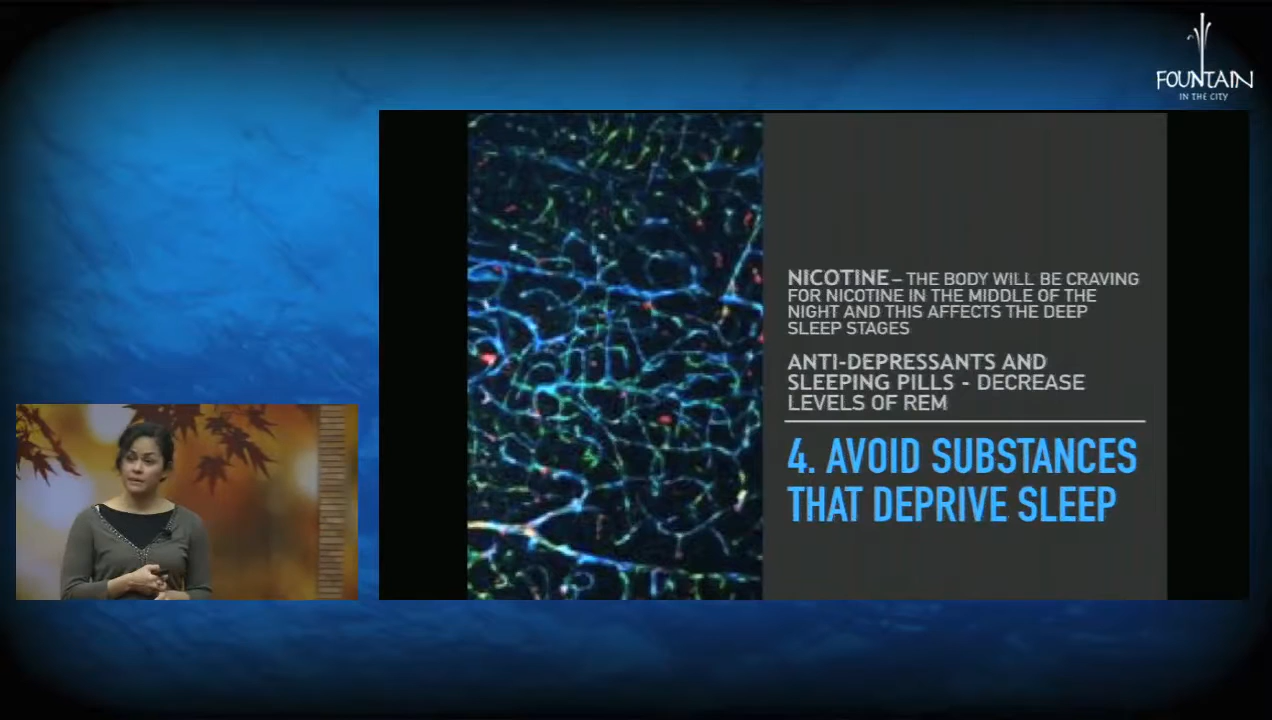 FOUNTAIN
IN THE CITY
NICOTINE – THE BODY WILL BE CRAVING
FOR NICOTINE IN THE MIDDLE OF THE
NIGHT AND THIS AFFECTS THE DEEP
SLEEP STAGES
ANTI-DEPRESSANTS AND
SLEEPING PILLS - DECREASE
LEVELS OF REM
4. AVOID SUBSTANCES
THAT DEPRIVE SLEEP